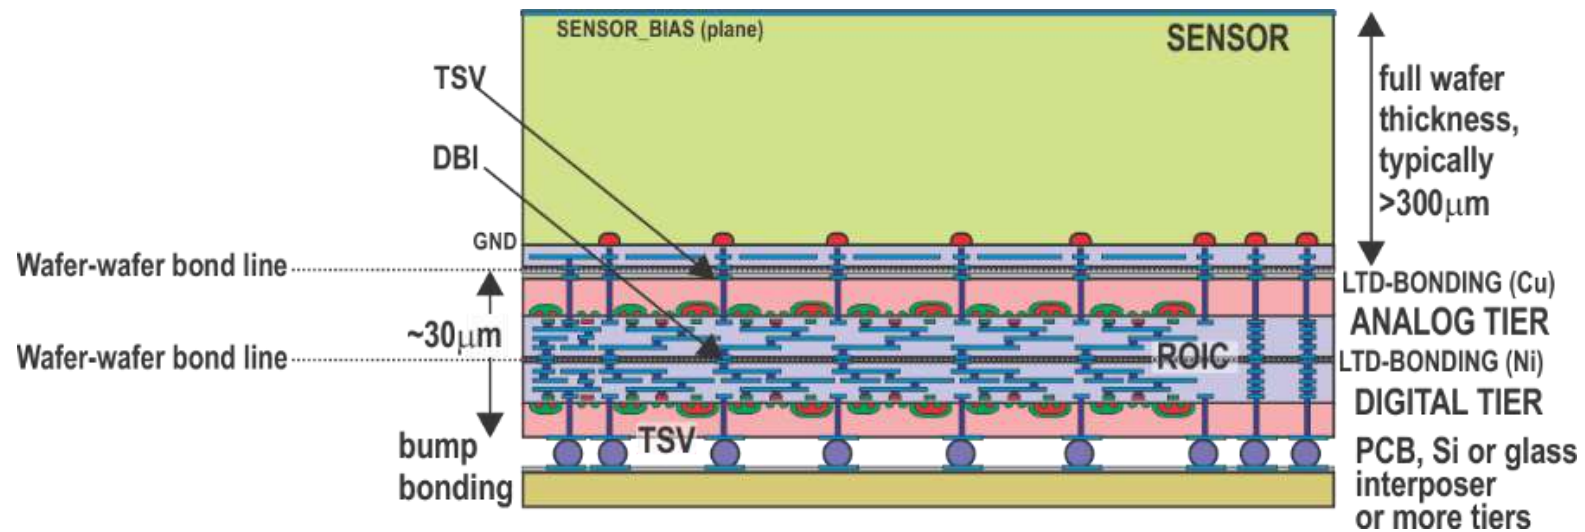 SENSOR_BIAS (plane)
SENSOR
TSV
full wafer
thickness,
typically
>300μm
DBI
GND
Wafer-wafer bond line
LTD-BONDING (Cu)
ANALOG TIER
~30μm
Wafer-wafer bond line
ROIC
LTD-BONDING (Ni)
DIGITAL TIER
TSV
bump
bonding
PCB, Si or glass
interposer
or more tiers